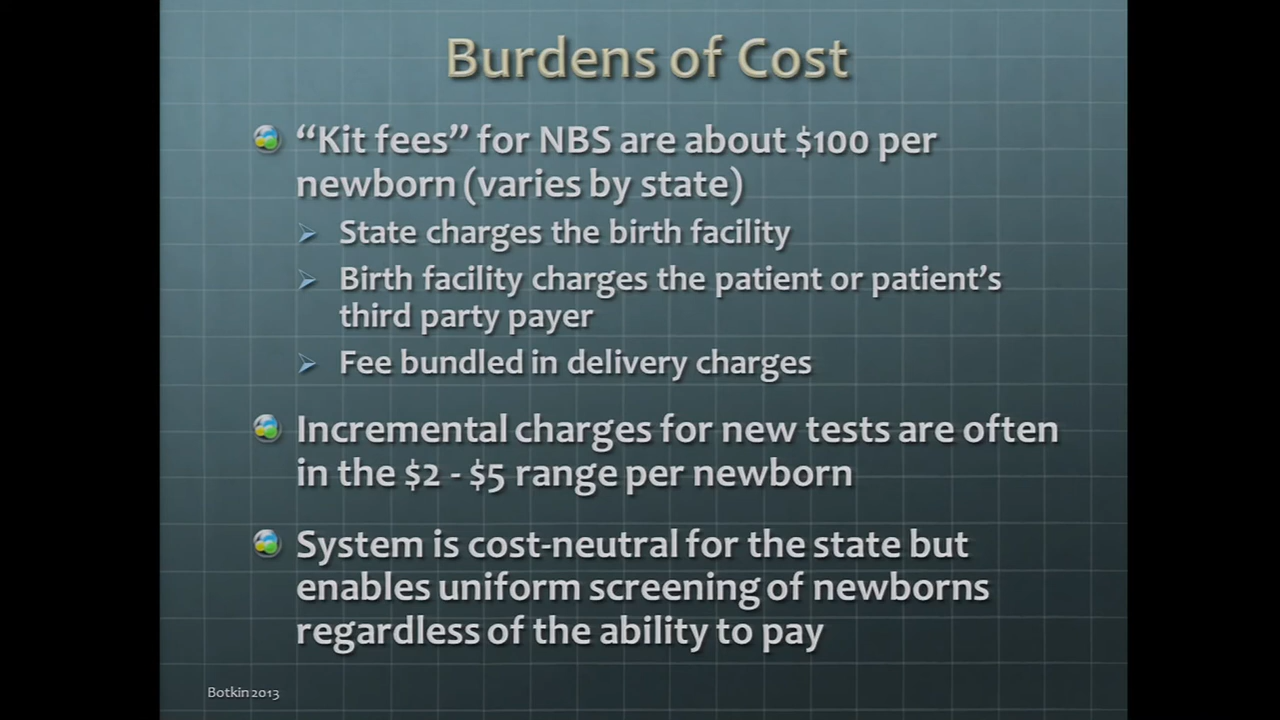 Burdens of Cost
“Kit fees” for NBS are about $100 per
newborn (varies by state)
State charges the birth facility
Birth facility charges the patient or patient’s
third party payer
Fee bundled in delivery charges
Incremental charges for new tests are often
in the $2 - $5 range per newborn
System is cost-neutral for the state but
enables uniform screening of newborns
regardless of the ability to pay
Botkin 2013